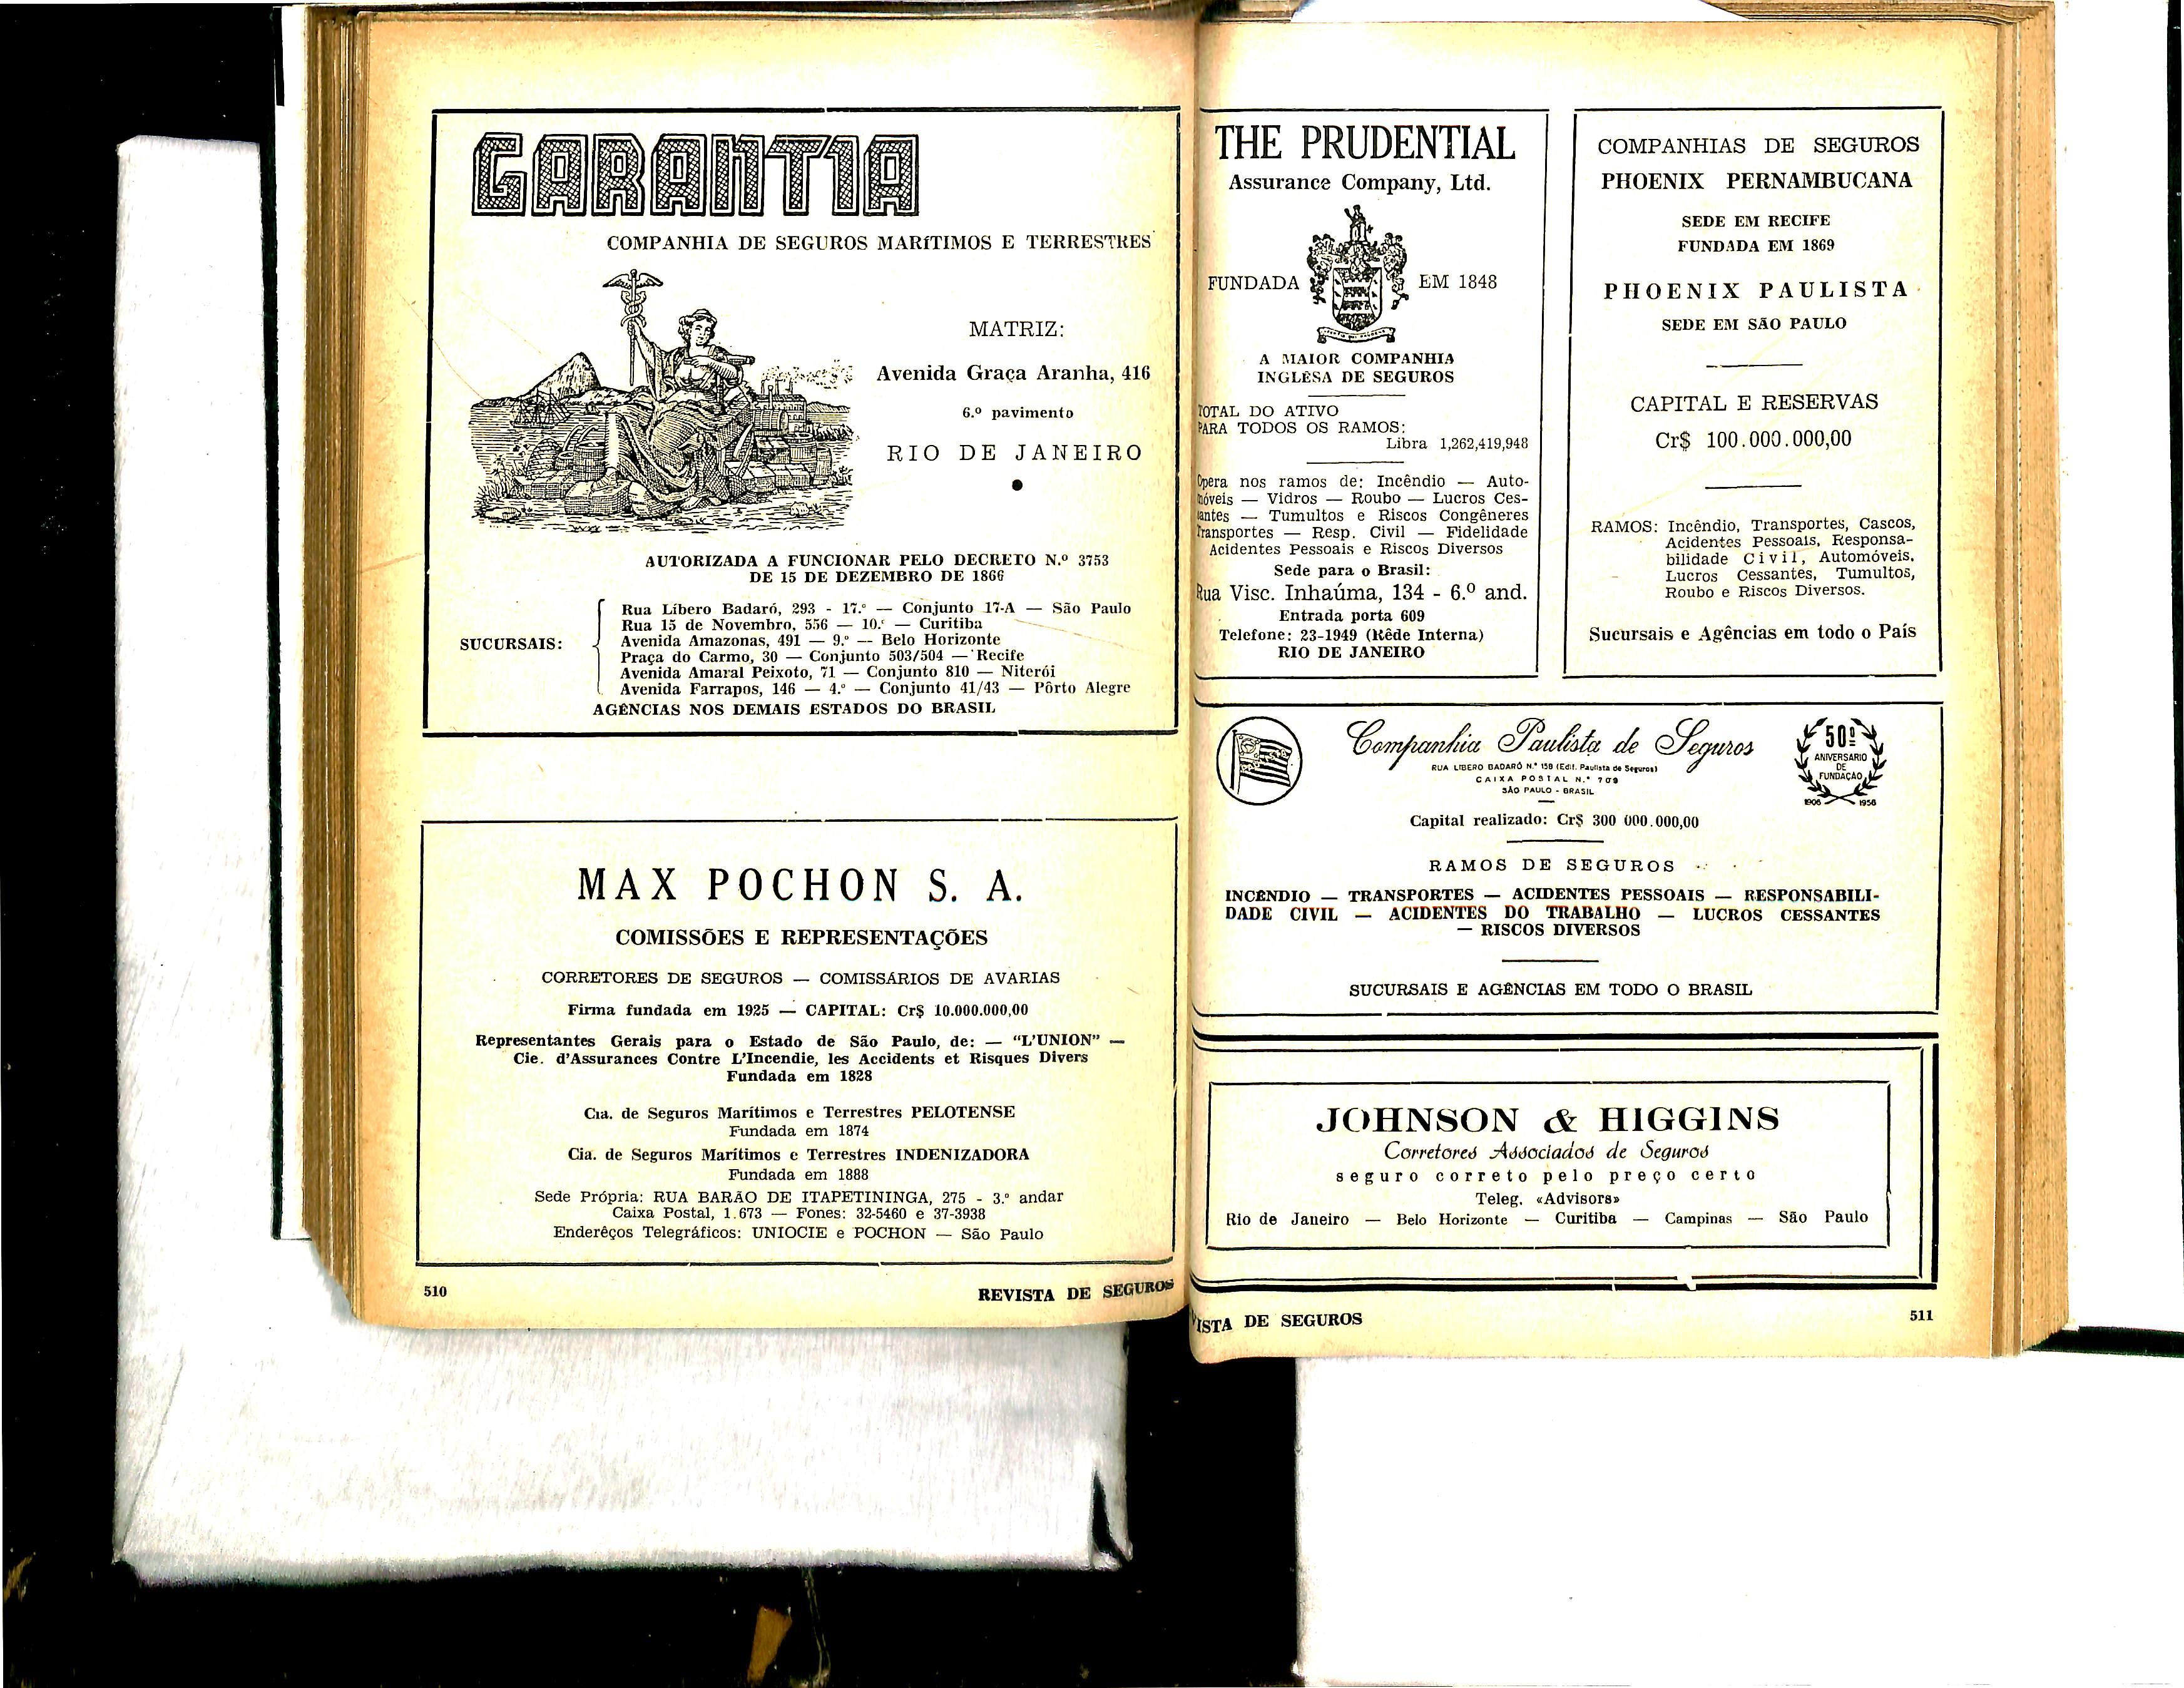 GARANTIA
COMPANHIA DE SEGUROS MARÍTIMOS E TERRESTRES
MATRIZ:
Avenida Graça Aranha, 416
6.º pavimento
RIO DE JANEIRO
AUTORIZADA A FUNCIONAR PELO DECRETO N.º 3753
DE 15 DE DEZEMBRO DE 1866
SUCURSAIS:
Rua Líbero Badaró, 293 - 17.º — Conjunto 17-A — São Paulo
Rua 15 de Novembro, 556 — 10.º — Curitiba
Avenida Amazonas, 491 — 9.º — Belo Horizonte
Praça do Carmo, 30 — Conjunto 503/504 — Recife
Avenida Amaral Peixoto, 71 — Conjunto 810 — Niterói
Avenida Farrapos, 146 — 4.º — Conjunto 41/43 — Pôrto Alegre
AGÊNCIAS NOS DEMAIS ESTADOS DO BRASIL
MAX POCHON S. A.
COMISSÕES E REPRESENTAÇÕES
CORRETORES DE SEGUROS — COMISSÁRIOS DE AVARIAS
Firma fundada em 1925 — CAPITAL: Cr$ 10.000.000,00
Representantes Gerais para o Estado de São Paulo, de: — “L'UNION” —
Cie. d'Assurances Contre L'Incendie, les Accidents et Risques Divers
Fundada em 1828
Cia. de Seguros Marítimos e Terrestres PELOTENSE
Fundada em 1874
Cia. de Seguros Marítimos e Terrestres INDENIZADORA
Fundada em 1888
Sede Própria: RUA BARÃO DE ITAPETININGA, 275 - 3.º andar
Caixa Postal, 1.673 — Fones: 32-5460 e 37-3938
Enderêços Telegráficos: UNIOCIE e POCHON — São Paulo
510
REVISTA DE SEGUROS
THE PRUDENTIAL
Assurance Company, Ltd.
FUNDADA EM 1848
A MAIOR COMPANHIA
INGLÊSA DE SEGUROS
TOTAL DO ATIVO
PARA TODOS OS RAMOS:
Libra 1,262,419,948
Opera nos ramos de: Incêndio — Auto-
móveis — Vidros — Roubo — Lucros Ces-
santes — Tumultos e Riscos Congêneres
Transportes — Resp. Civil — Fidelidade
Acidentes Pessoais e Riscos Diversos
Sede para o Brasil:
Rua Visc. Inhaúma, 134 - 6.º and.
Entrada porta 609
Telefone: 23-1949 (Rêde Interna)
RIO DE JANEIRO
COMPANHIAS DE SEGUROS
PHOENIX PERNAMBUCANA
SEDE EM RECIFE
FUNDADA EM 1869
PHOENIX PAULISTA
SEDE EM SÃO PAULO
CAPITAL E RESERVAS
Cr$ 100.000.000,00
RAMOS: Incêndio, Transportes, Cascos,
Acidentes Pessoais, Responsa-
bilidade Civil, Automóveis.
Lucros Cessantes, Tumultos,
Roubo e Riscos Diversos.
Sucursais e Agências em todo o País
Companhia Paulista de Seguros
RUA LIBERO BADARÓ N.º 158 (Edif. Paulista de Seguros)
CAIXA POSTAL N.º 709
SÃO PAULO - BRASIL
50º
ANIVERSARIO
DE
FUNDAÇÃO
1906 1956
Capital realizado: Cr$ 300 000.000,00
RAMOS DE SEGUROS
INCÊNDIO — TRANSPORTES — ACIDENTES PESSOAIS — RESPONSABILI-
DADE CIVIL — ACIDENTES DO TRABALHO — LUCROS CESSANTES
— RISCOS DIVERSOS
SUCURSAIS E AGÊNCIAS EM TODO O BRASIL
JOHNSON & HIGGINS
Corretores Associados de Seguros
seguro correto pelo preço certo
Teleg. «Advisors»
Rio de Janeiro — Belo Horizonte — Curitiba — Campinas — São Paulo
VISTA DE SEGUROS
511